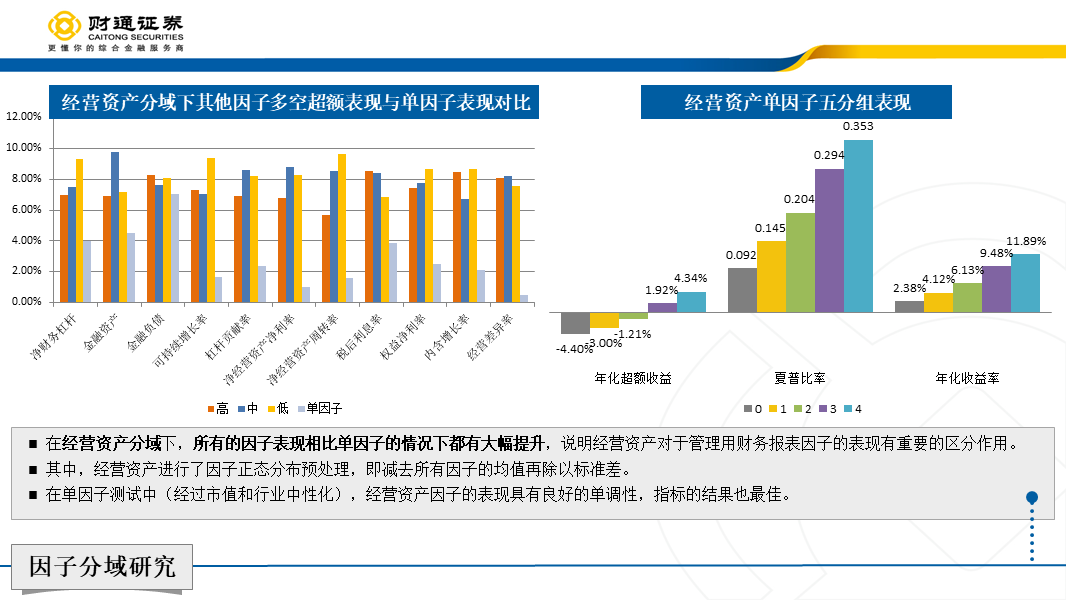 财通证券
CAITONG SECURITIES
更懂你的综合金融服务商
经营资产分域下其他因子多空超额表现与单因子表现对比
12.00%
10.00%
8.00%
6.00%
4.00%
2.00%
0.00%
净财务杠杆
金融资产
金融负债
可持续增长率
杠杆贡献率
净经营资产净利率
净经营资产周转率
税后利息率
权益净利率
内含增长率
经营差异率
高 中 低 单因子
经营资产单因子五分组表现
-4.40%
-3.00%
-1.21%
1.92%
4.34%
0.092
0.145
0.204
0.294
0.353
2.38%
4.12%
6.13%
9.48%
11.89%
年化超额收益 夏普比率 年化收益率
0 1 2 3 4
■ 在经营资产分域下，所有的因子表现相比单因子的情况下都有大幅提升，说明经营资产对于管理用财务报表因子的表现有重要的区分作用。
■ 其中，经营资产进行了因子正态分布预处理，即减去所有因子的均值再除以标准差。
■ 在单因子测试中（经过市值和行业中性化），经营资产因子的表现具有良好的单调性，指标的结果也最佳。
因子分域研究